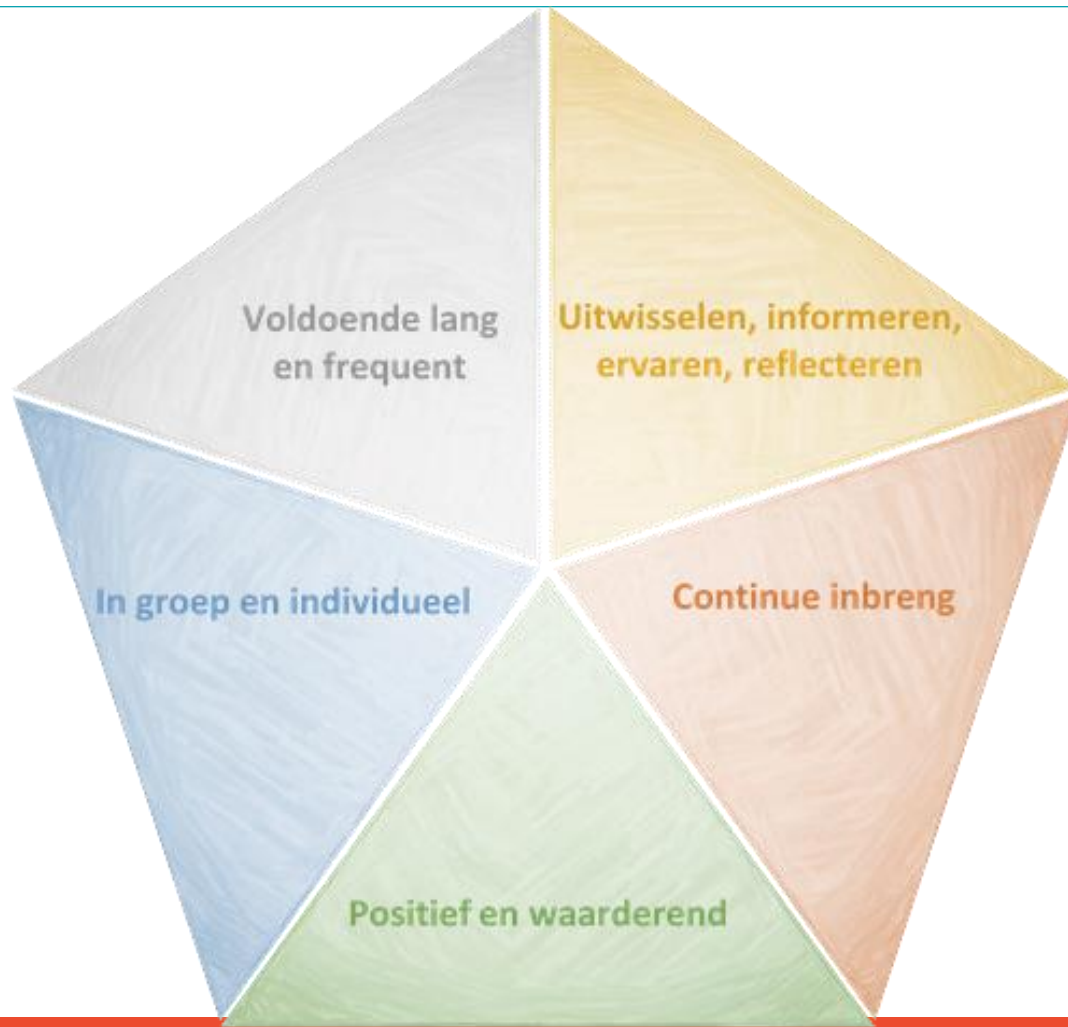 Voldoende lang
en frequent
Uitwisselen, informeren,
ervaren, reflecteren
In groep en individueel
Continue inbreng
Positief en waarderend